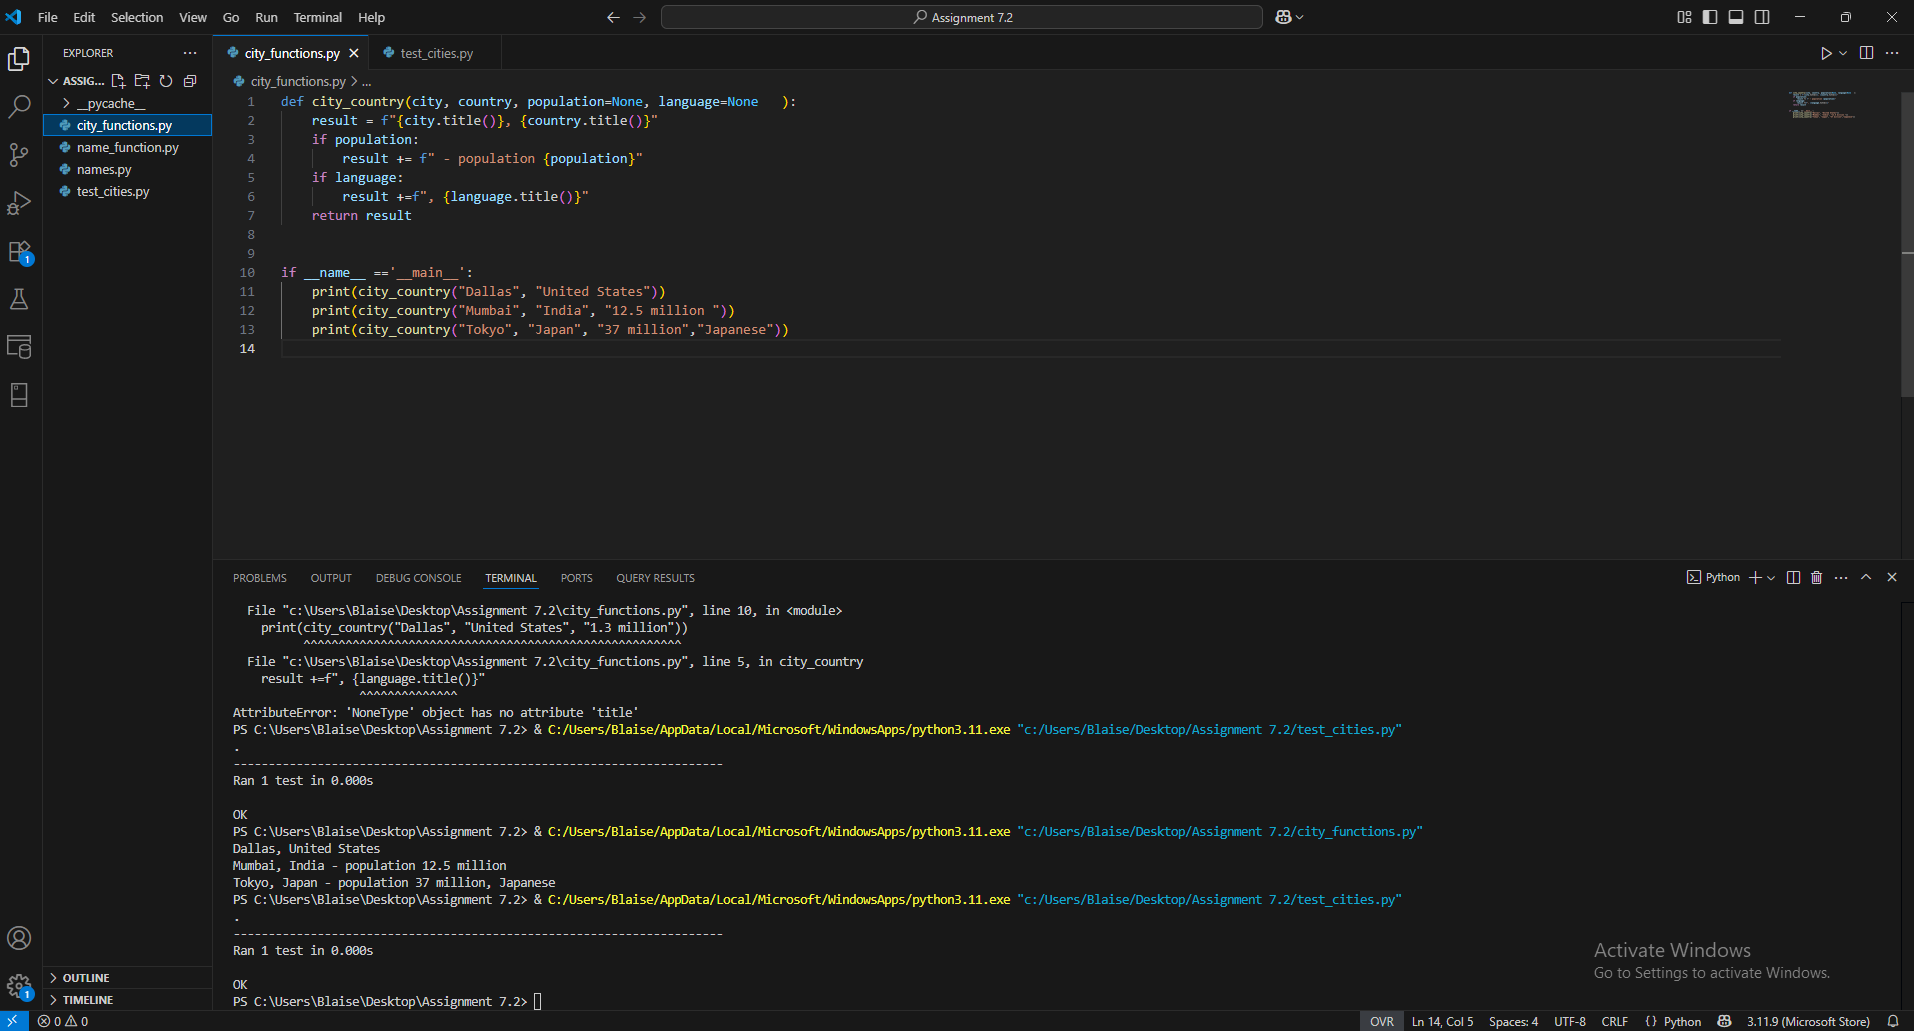 File Edit Selection View Go Run Terminal Help
Assignment 7.2
EXPLORER
city_functions.py
test_cities.py
ASSIG...
city_functions.py > ...
__pycache__
city_functions.py
name_function.py
names.py
test_cities.py
1 def city_country(city, country, population=None, language=None   ):
2     result = f"{city.title()}, {country.title()}"
3     if population:
4         result += f" - population {population}"
5     if language:
6         result +=f", {language.title()}"
7     return result
8
9
10 if __name__ =='__main__':
11     print(city_country("Dallas", "United States"))
12     print(city_country("Mumbai", "India", "12.5 million "))
13     print(city_country("Tokyo", "Japan", "37 million","Japanese"))
14
PROBLEMS OUTPUT DEBUG CONSOLE TERMINAL PORTS QUERY RESULTS
Python
File "c:\Users\Blaise\Desktop\Assignment 7.2\city_functions.py", line 10, in <module>
print(city_country("Dallas", "United States", "1.3 million"))
^^^^^^^^^^^^^^^^^^^^^^^^^^^^^^^^^^^^^^^^^^^^^^^^^^^^^^
File "c:\Users\Blaise\Desktop\Assignment 7.2\city_functions.py", line 5, in city_country
result +=f", {language.title()}"
^^^^^^^^^^^^^^
AttributeError: 'NoneType' object has no attribute 'title'
PS C:\Users\Blaise\Desktop\Assignment 7.2> & C:/Users/Blaise/AppData/Local/Microsoft/WindowsApps/python3.11.exe "c:/Users/Blaise/Desktop/Assignment 7.2/test_cities.py"
.
----------------------------------------------------------------------
Ran 1 test in 0.000s
OK
PS C:\Users\Blaise\Desktop\Assignment 7.2> & C:/Users/Blaise/AppData/Local/Microsoft/WindowsApps/python3.11.exe "c:/Users/Blaise/Desktop/Assignment 7.2/city_functions.py"
Dallas, United States
Mumbai, India - population 12.5 million
Tokyo, Japan - population 37 million, Japanese
PS C:\Users\Blaise\Desktop\Assignment 7.2> & C:/Users/Blaise/AppData/Local/Microsoft/WindowsApps/python3.11.exe "c:/Users/Blaise/Desktop/Assignment 7.2/test_cities.py"
.
----------------------------------------------------------------------
Ran 1 test in 0.000s
OK
PS C:\Users\Blaise\Desktop\Assignment 7.2>
Activate Windows
Go to Settings to activate Windows.
1
1
OUTLINE
TIMELINE
0 0
OVR Ln 14, Col 5 Spaces: 4 UTF-8 CRLF { } Python 3.11.9 (Microsoft Store)